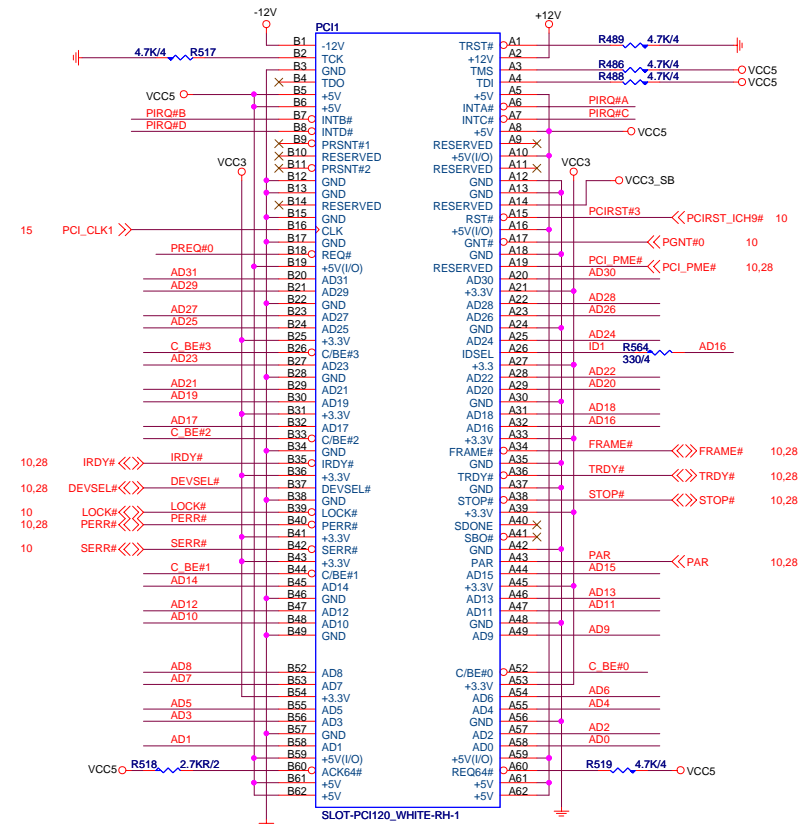 -12V +12V
PCI1
B1 -12V TRST# A1 R489 4.7K/4
4.7K/4 R517 B2 TCK +12V A2
B3 GND TMS A3 R486 4.7K/4
B4 TDO TDI A4 R488 4.7K/4 VCC5
VCC5 B5 +5V +5V A5
B6 +5V INTA# A6 PIRQ#A
PIRQ#B B7 INTB# INTC# A7 PIRQ#C
PIRQ#D B8 INTD# +5V A8 VCC5
B9 PRSNT#1 RESERVED A9
B10 RESERVED +5V(I/O) A10
VCC3 B11 PRSNT#2 RESERVED A11 VCC3
B12 GND GND A12 VCC3_SB
B13 GND GND A13
B14 RESERVED RESERVED A14
B15 GND RST# A15 PCIRST#3 PCIRST_ICH9# 10
15 PCI_CLK1 B16 CLK +5V(I/O) A16
B17 GND GNT# A17 PGNT#0 10
PREQ#0 B18 REQ# GND A18
B19 +5V(I/O) RESERVED A19 PCI_PME# PCI_PME# 10,28
AD31 B20 AD31 AD30 A20 AD30
AD29 B21 AD29 +3.3V A21
B22 GND AD28 A22 AD28
AD27 B23 AD27 AD26 A23 AD26
AD25 B24 AD25 GND A24
B25 +3.3V AD24 A25 AD24
C_BE#3 B26 C/BE#3 IDSEL A26 ID1 R564 330/4 AD16
AD23 B27 AD23 +3.3 A27
B28 GND AD22 A28 AD22
AD21 B29 AD21 AD20 A29 AD20
AD19 B30 AD19 GND A30
B31 +3.3V AD18 A31 AD18
AD17 B32 AD17 AD16 A32 AD16
C_BE#2 B33 C/BE#2 +3.3V A33
B34 GND FRAME# A34 FRAME# FRAME# 10,28
10,28 IRDY# IRDY# B35 IRDY# GND A35
B36 +3.3V TRDY# A36 TRDY# TRDY# 10,28
10,28 DEVSEL# DEVSEL# B37 DEVSEL# GND A37
B38 GND STOP# A38 STOP# STOP# 10,28
10 LOCK# LOCK# B39 LOCK# +3.3V A39
10,28 PERR# PERR# B40 PERR# SDONE A40
B41 +3.3V SBO# A41
10 SERR# SERR# B42 SERR# GND A42
B43 +3.3V PAR A43 PAR PAR 10,28
C_BE#1 B44 C/BE#1 AD15 A44 AD15
AD14 B45 AD14 +3.3V A45
B46 GND AD13 A46 AD13
AD12 B47 AD12 AD11 A47 AD11
AD10 B48 AD10 GND A48
B49 GND AD9 A49 AD9
AD8 B52 AD8 C/BE#0 A52 C_BE#0
AD7 B53 AD7 +3.3V A53
B54 +3.3V AD6 A54 AD6
AD5 B55 AD5 AD4 A55 AD4
AD3 B56 AD3 GND A56
B57 GND AD2 A57 AD2
AD1 B58 AD1 AD0 A58 AD0
B59 +5V(I/O) +5V(I/O) A59
VCC5 R518 2.7KR/2 B60 ACK64# REQ64# A60 R519 4.7K/4 VCC5
B61 +5V +5V A61
B62 +5V +5V A62
SLOT-PCI120_WHITE-RH-1